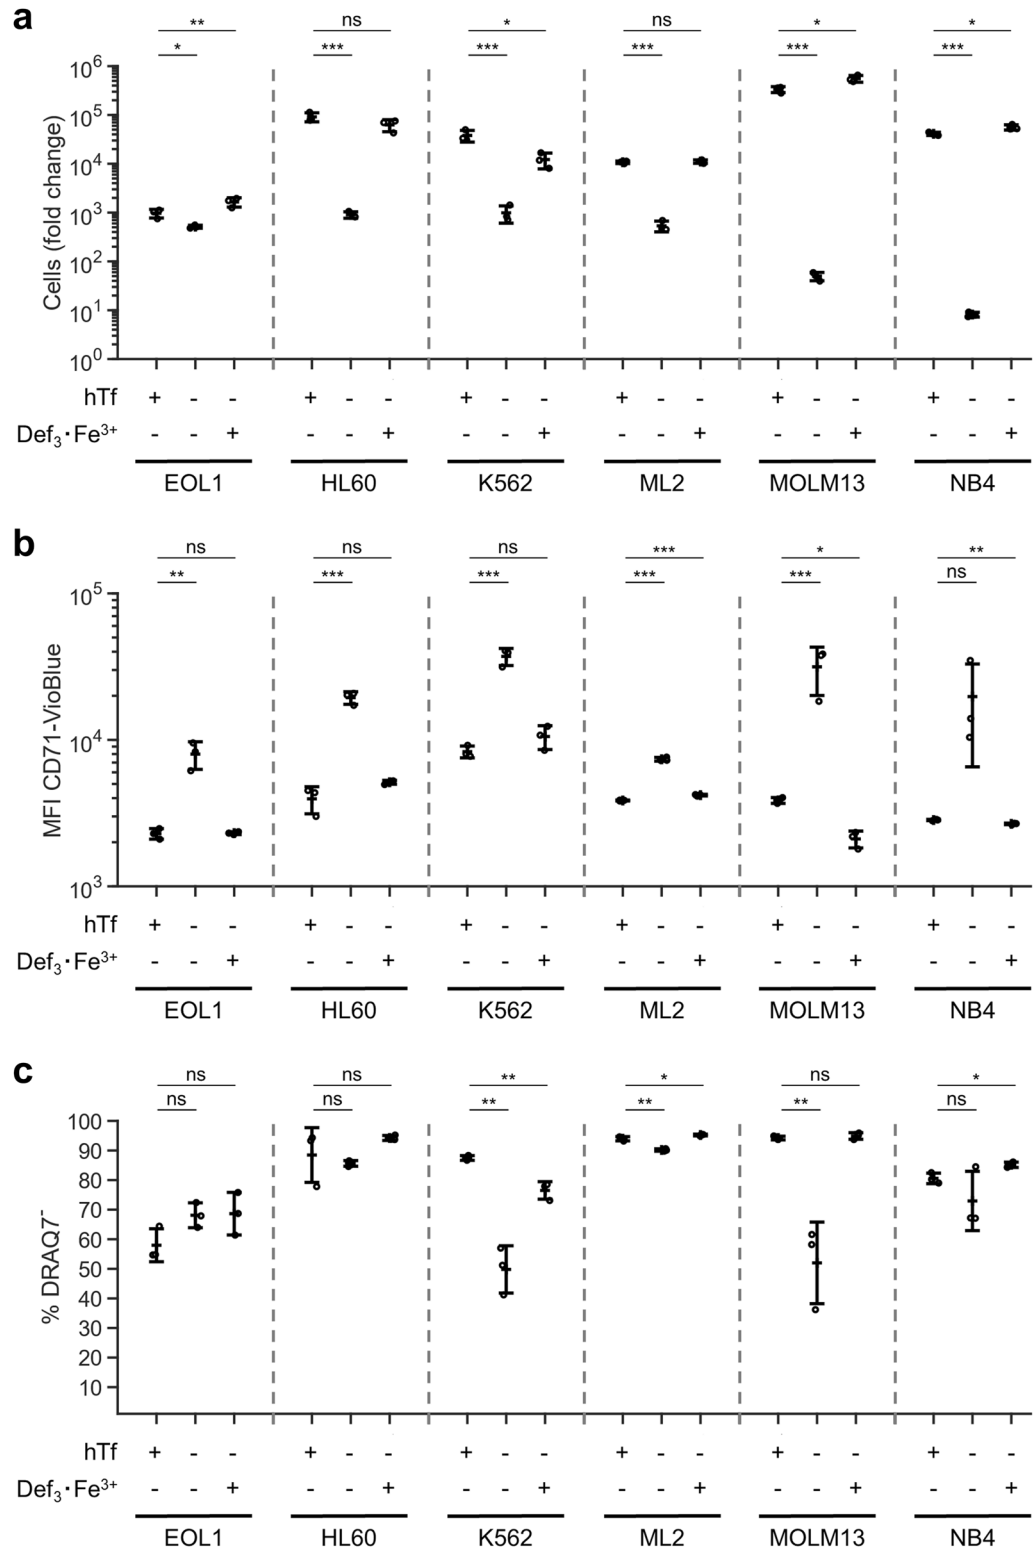 a
** ns * ns * *
* *** *** *** *** ***
Cells (fold change)
10⁶
10⁵
10⁴
10³
10²
10¹
10⁰
hTf + - - + - - + - - + - - + - - + - -
Def₃·Fe³⁺ - - + - - + - - + - - + - - + - - +
EOL1 HL60 K562 ML2 MOLM13 NB4
b
ns ns ns *** * **
** *** *** *** *** ns
MFI CD71-VioBlue
10⁵
10⁴
10³
hTf + - - + - - + - - + - - + - - + - -
Def₃·Fe³⁺ - - + - - + - - + - - + - - + - - +
EOL1 HL60 K562 ML2 MOLM13 NB4
c
ns ns ** * ns *
ns ns ** ** ** ns
% DRAQ7⁻
100
90
80
70
60
50
40
30
20
10
hTf + - - + - - + - - + - - + - - + - -
Def₃·Fe³⁺ - - + - - + - - + - - + - - + - - +
EOL1 HL60 K562 ML2 MOLM13 NB4